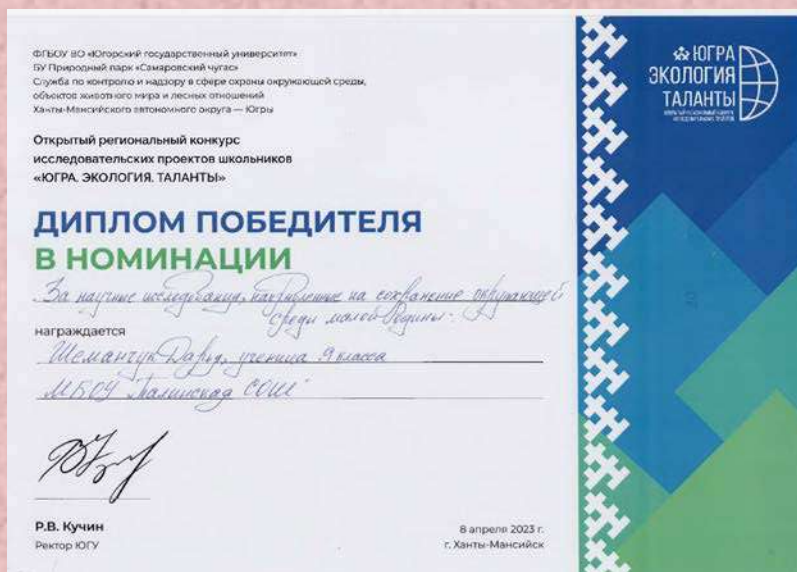 ФГБОУ ВО «Югорский государственный университет»
БУ Природный парк «Самаровский чугас»
Служба по контролю и надзору в сфере охраны окружающей среды,
объектов животного мира и лесных отношений
Ханты-Мансийского автономного округа — Югры
Открытый региональный конкурс
исследовательских проектов школьников
«ЮГРА. ЭКОЛОГИЯ. ТАЛАНТЫ»
ДИПЛОМ ПОБЕДИТЕЛЯ
В НОМИНАЦИИ
За научные исследования, направленные на сохранение окружающей
среды малой Родины.
награждается
Шеманчук Дарья, ученица 9 класса
МБОУ "Талинская СОШ"
Р.В. Кучин
Ректор ЮГУ
8 апреля 2023 г.
г. Ханты-Мансийск
ЮГРА
ЭКОЛОГИЯ
ТАЛАНТЫ